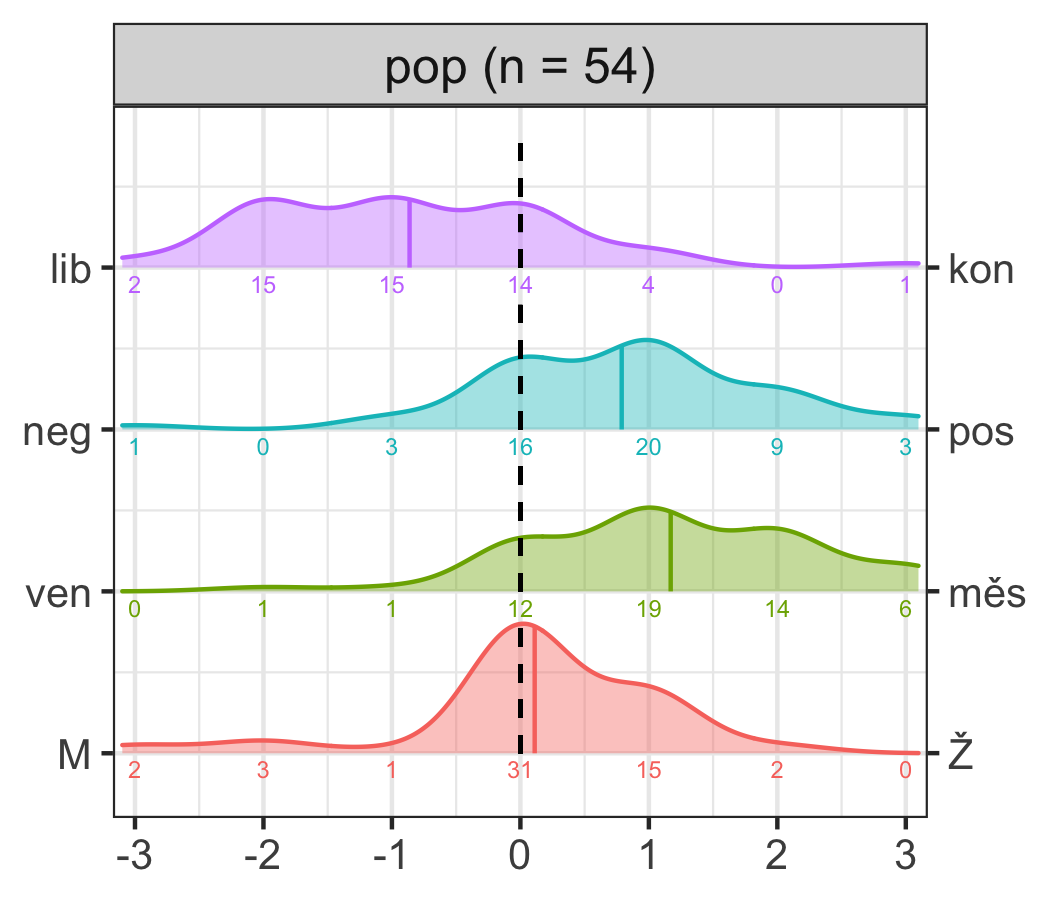 pop (n = 54)
lib kon
2 15 15 14 4 0 1
neg pos
1 0 3 16 20 9 3
ven měs
0 1 1 12 19 14 6
M Ž
2 3 1 31 15 2 0
-3 -2 -1 0 1 2 3